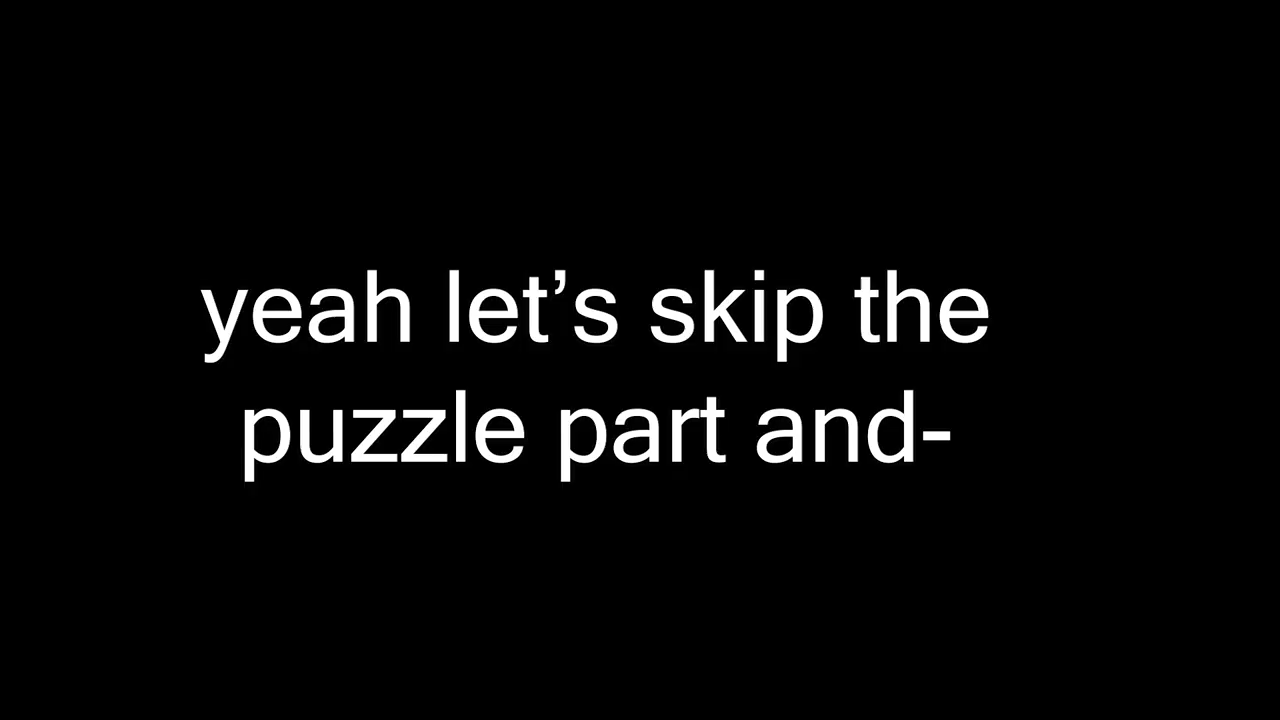 yeah let’s skip the
puzzle part and-